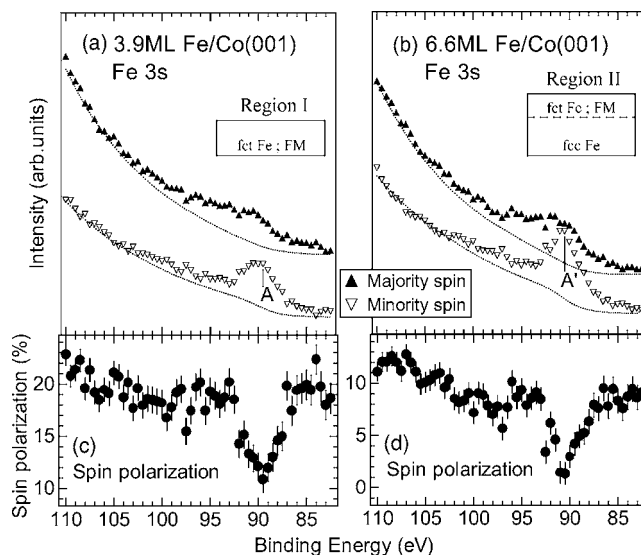 (a) 3.9ML Fe/Co(001)
Fe 3s
Region I
fct Fe ; FM
(b) 6.6ML Fe/Co(001)
Fe 3s
Region II
fct Fe ; FM
fcc Fe
Intensity (arb.units)
A
A'
▲ Majority spin
▽ Minority spin
Spin polarization (%)
20
15
10
(c)
Spin polarization
10
5
0
(d)
Spin polarization
110 105 100 95 90 85
110 105 100 95 90 85
Binding Energy (eV)